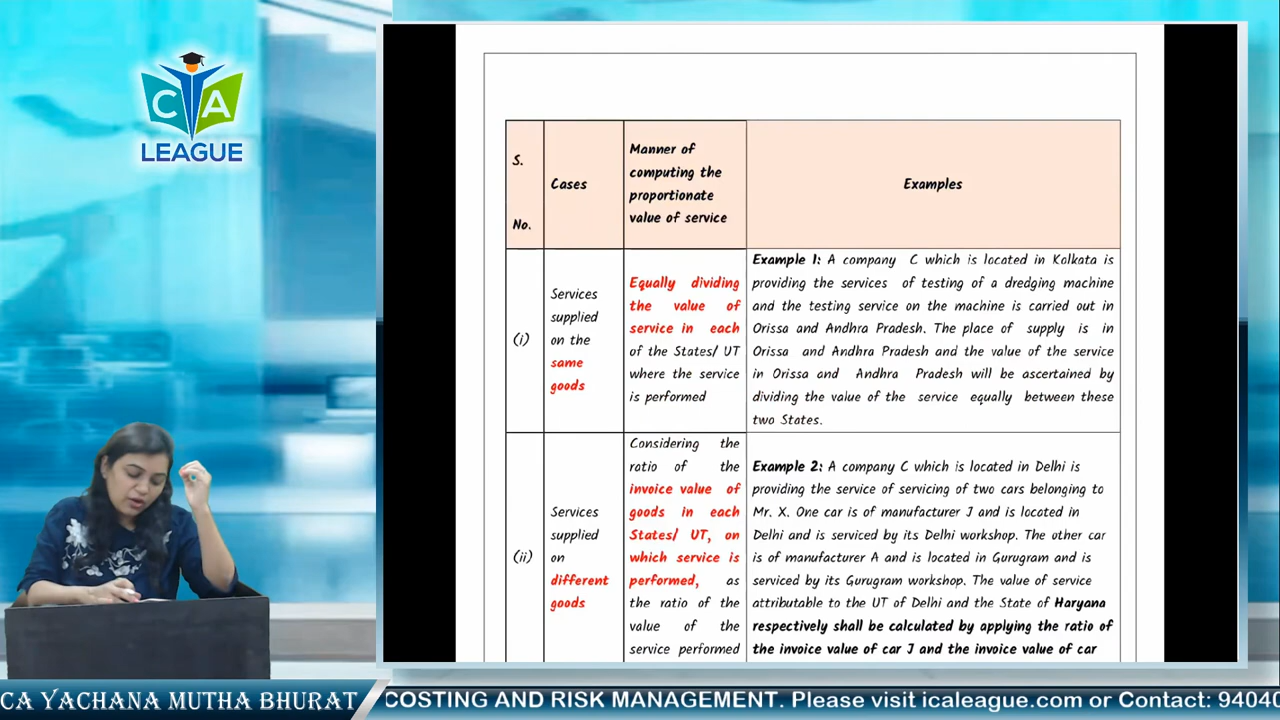 CA
LEAGUE
S.
No.
Cases
Manner of
computing the
proportionate
value of service
Examples
(i)
Services
supplied
on the
same
goods
Equally dividing
the value of
service in each
of the States/ UT
where the service
is performed
Example 1: A company C which is located in Kolkata is
providing the services of testing of a dredging machine
and the testing service on the machine is carried out in
Orissa and Andhra Pradesh. The place of supply is in
Orissa and Andhra Pradesh and the value of the service
in Orissa and Andhra Pradesh will be ascertained by
dividing the value of the service equally between these
two States.
(ii)
Services
supplied
on
different
goods
Considering the
ratio of the
invoice value of
goods in each
States/ UT, on
which service is
performed, as
the ratio of the
value of the
service performed
Example 2: A company C which is located in Delhi is
providing the service of servicing of two cars belonging to
Mr. X. One car is of manufacturer J and is located in
Delhi and is serviced by its Delhi workshop. The other car
is of manufacturer A and is located in Gurugram and is
serviced by its Gurugram workshop. The value of service
attributable to the UT of Delhi and the State of Haryana
respectively shall be calculated by applying the ratio of
the invoice value of car J and the invoice value of car
CA YACHANA MUTHA BHURAT
COSTING AND RISK MANAGEMENT. Please visit icaleague.com or Contact: 94040